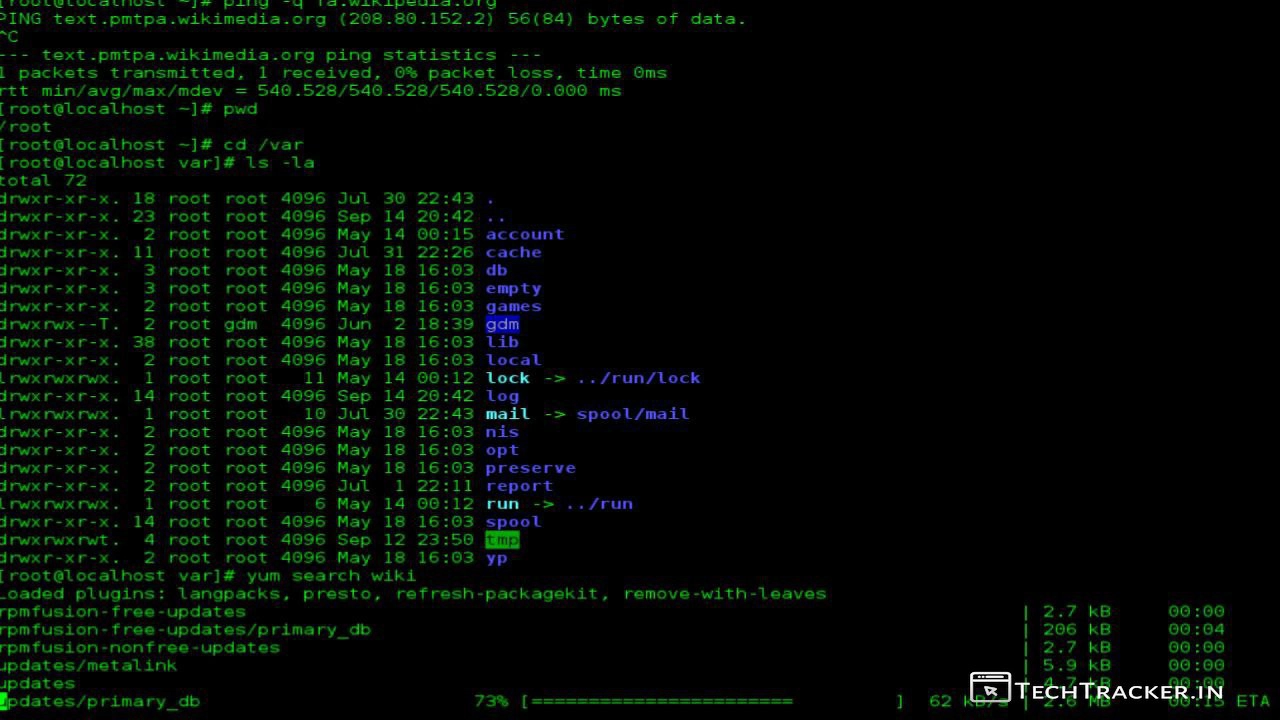 [root@localhost ~]# ping -q fa.wikipedia.org
PING text.pmtpa.wikimedia.org (208.80.152.2) 56(84) bytes of data.
^C
--- text.pmtpa.wikimedia.org ping statistics ---
1 packets transmitted, 1 received, 0% packet loss, time 0ms
rtt min/avg/max/mdev = 540.528/540.528/540.528/0.000 ms
[root@localhost ~]# pwd
/root
[root@localhost ~]# cd /var
[root@localhost var]# ls -la
total 72
drwxr-xr-x. 18 root root 4096 Jul 30 22:43 .
drwxr-xr-x. 23 root root 4096 Sep 14 20:42 ..
drwxr-xr-x. 2 root root 4096 May 14 00:15 account
drwxr-xr-x. 11 root root 4096 Jul 31 22:26 cache
drwxr-xr-x. 3 root root 4096 May 18 16:03 db
drwxr-xr-x. 3 root root 4096 May 18 16:03 empty
drwxr-xr-x. 2 root root 4096 May 18 16:03 games
drwxrwx--T. 2 root gdm 4096 Jun 2 18:39 gdm
drwxr-xr-x. 38 root root 4096 May 18 16:03 lib
drwxr-xr-x. 2 root root 4096 May 18 16:03 local
lrwxrwxrwx. 1 root root 11 May 14 00:12 lock -> ../run/lock
drwxr-xr-x. 14 root root 4096 Sep 14 20:42 log
lrwxrwxrwx. 1 root root 10 Jul 30 22:43 mail -> spool/mail
drwxr-xr-x. 2 root root 4096 May 18 16:03 nis
drwxr-xr-x. 2 root root 4096 May 18 16:03 opt
drwxr-xr-x. 2 root root 4096 May 18 16:03 preserve
drwxr-xr-x. 2 root root 4096 Jul 1 22:11 report
lrwxrwxrwx. 1 root root 6 May 14 00:12 run -> ../run
drwxr-xr-x. 14 root root 4096 May 18 16:03 spool
drwxrwxrwt. 4 root root 4096 Sep 12 23:50 tmp
drwxr-xr-x. 2 root root 4096 May 18 16:03 yp
[root@localhost var]# yum search wiki
Loaded plugins: langpacks, presto, refresh-packagekit, remove-with-leaves
rpmfusion-free-updates | 2.7 kB 00:00
rpmfusion-free-updates/primary_db | 206 kB 00:04
rpmfusion-nonfree-updates | 2.7 kB 00:00
updates/metalink | 5.9 kB 00:00
updates | 4.7 kB 00:00
updates/primary_db 73% [======================= ] 62 kB/s | 2.6 MB 00:15 ETA
TechTracker.in